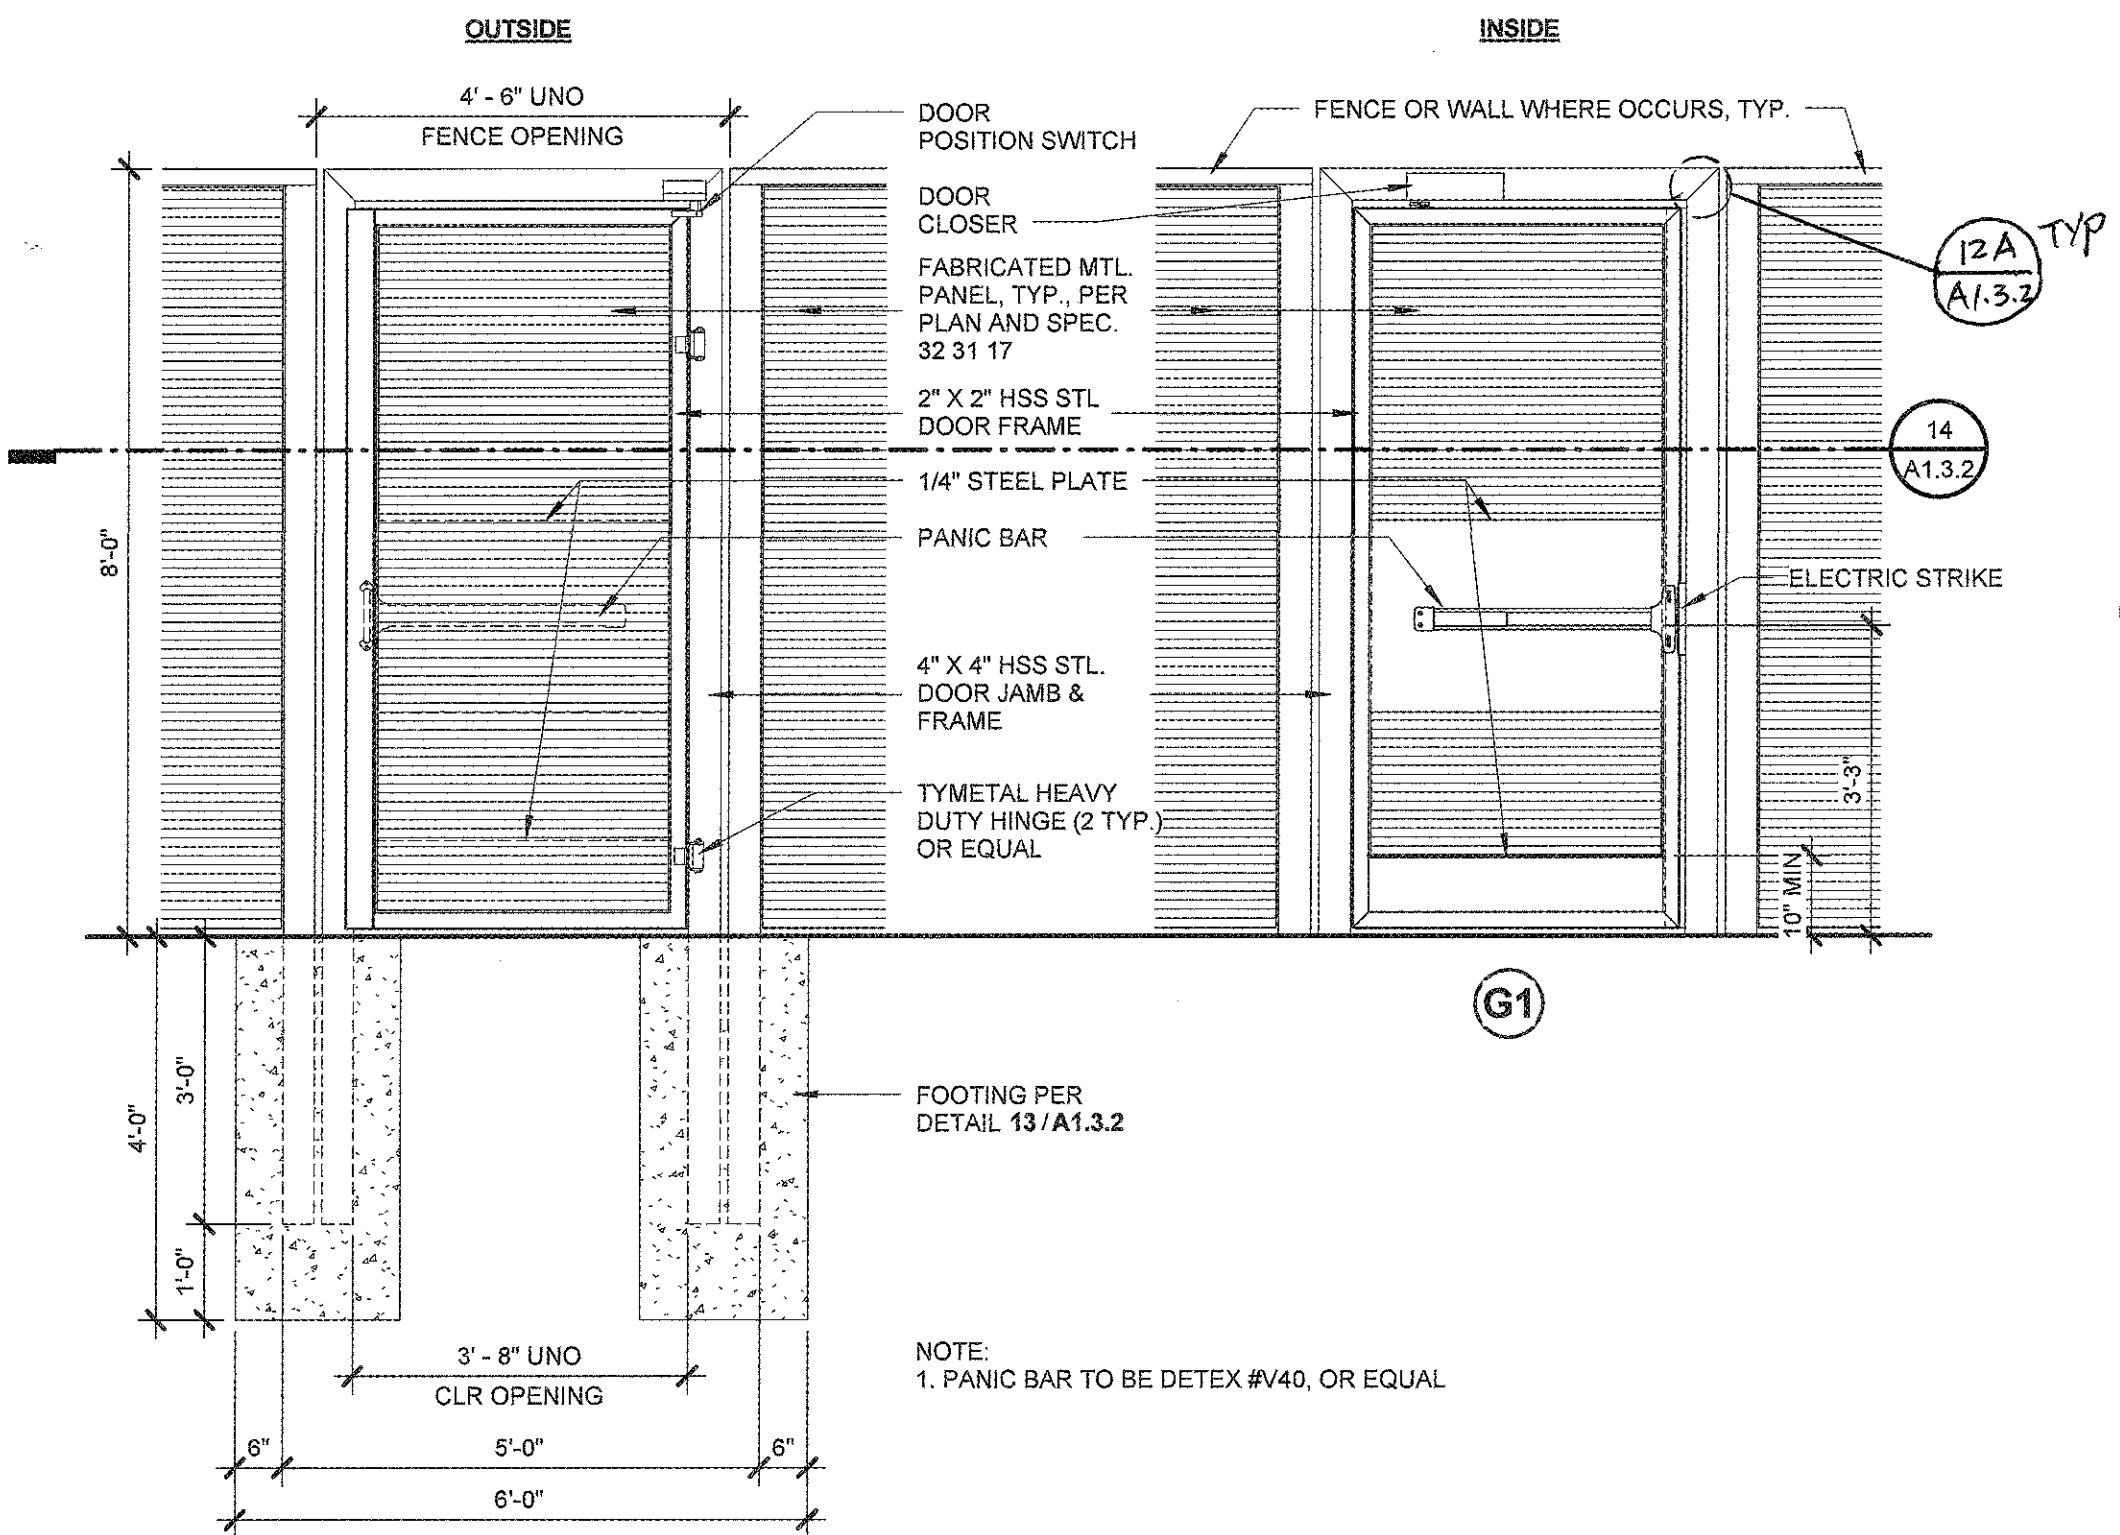 OUTSIDE
INSIDE
4' - 6" UNO
FENCE OPENING
DOOR
POSITION SWITCH
FENCE OR WALL WHERE OCCURS, TYP.
DOOR
CLOSER
12A TYP
A1.3.2
FABRICATED MTL.
PANEL, TYP., PER
PLAN AND SPEC.
32 31 17
2" X 2" HSS STL
DOOR FRAME
14
A1.3.2
1/4" STEEL PLATE
PANIC BAR
8'-0"
ELECTRIC STRIKE
4" X 4" HSS STL.
DOOR JAMB &
FRAME
TYMETAL HEAVY
DUTY HINGE (2 TYP.)
OR EQUAL
3'-3"
10" MIN
G1
3'-0"
4'-0"
1'-0"
FOOTING PER
DETAIL 13 / A1.3.2
3' - 8" UNO
CLR OPENING
NOTE:
1. PANIC BAR TO BE DETEX #V40, OR EQUAL
6"
5'-0"
6"
6'-0"